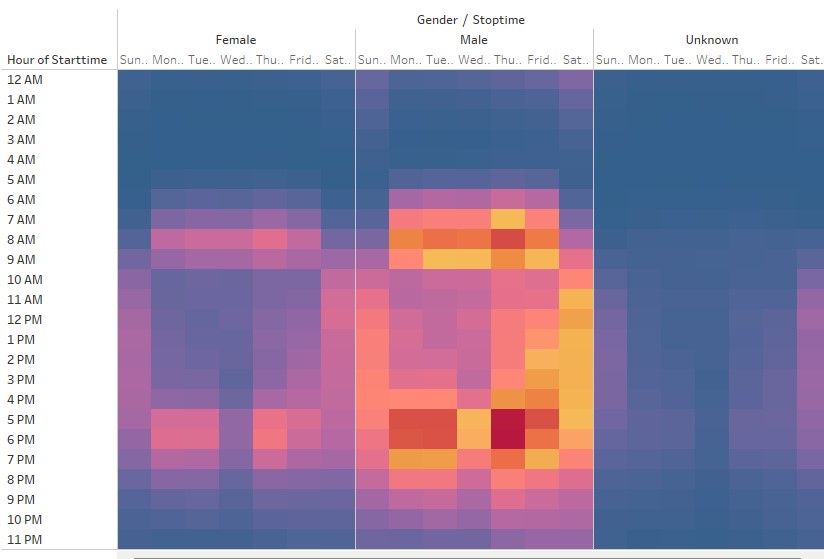 Gender / Stoptime
Female Male Unknown
Hour of Starttime Sun.. Mon.. Tue.. Wed.. Thu.. Frid.. Sat.. Sun.. Mon.. Tue.. Wed.. Thu.. Frid.. Sat.. Sun.. Mon.. Tue.. Wed.. Thu.. Frid.. Sat..
12 AM
1 AM
2 AM
3 AM
4 AM
5 AM
6 AM
7 AM
8 AM
9 AM
10 AM
11 AM
12 PM
1 PM
2 PM
3 PM
4 PM
5 PM
6 PM
7 PM
8 PM
9 PM
10 PM
11 PM